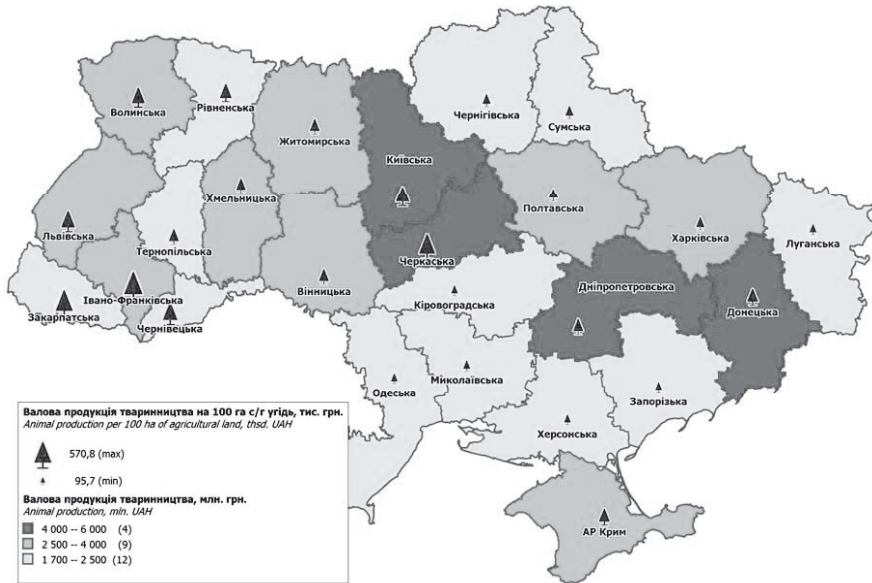 Волинська
Рівненська
Житомирська
Київська
Чернігівська
Сумська
Львівська
Тернопільська
Хмельницька
Черкаська
Полтавська
Харківська
Луганська
Закарпатська
Івано-Франківська
Чернівецька
Вінницька
Кіровоградська
Дніпропетровська
Донецька
Одеська
Миколаївська
Запорізька
Херсонська
АР Крим
Валова продукція тваринництва на 100 га с/г угідь, тис. грн.
Animal production per 100 ha of agricultural land, thsd. UAH
570,8 (max)
95,7 (min)
Валова продукція тваринництва, млн. грн.
Animal production, mln. UAH
4 000 -- 6 000 (4)
2 500 -- 4 000 (9)
1 700 -- 2 500 (12)